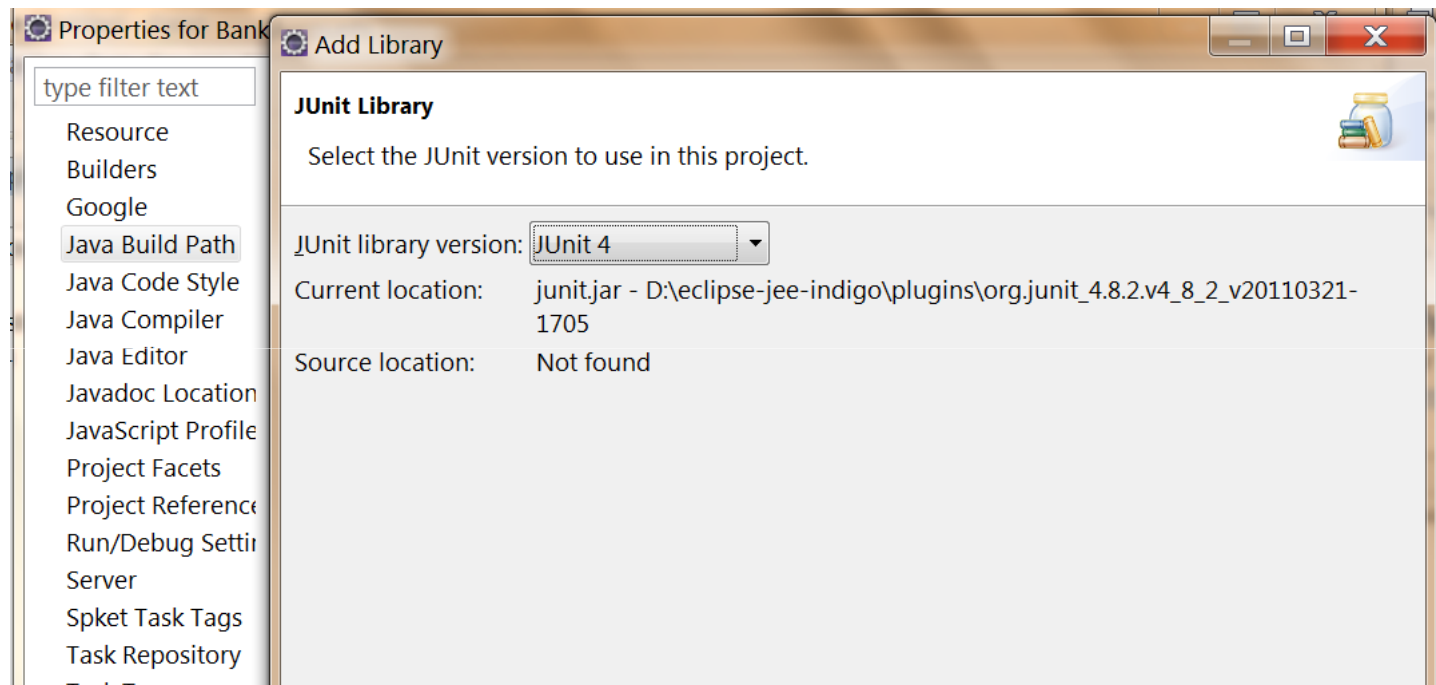 Properties for Bank
type filter text
Resource
Builders
Google
Java Build Path
Java Code Style
Java Compiler
Java Editor
Javadoc Location
JavaScript Profile
Project Facets
Project Reference
Run/Debug Settin
Server
Spket Task Tags
Task Repository
Add Library
JUnit Library
Select the JUnit version to use in this project.
JUnit library version: JUnit 4
Current location: junit.jar - D:\eclipse-jee-indigo\plugins\org.junit_4.8.2.v4_8_2_v20110321-
1705
Source location: Not found